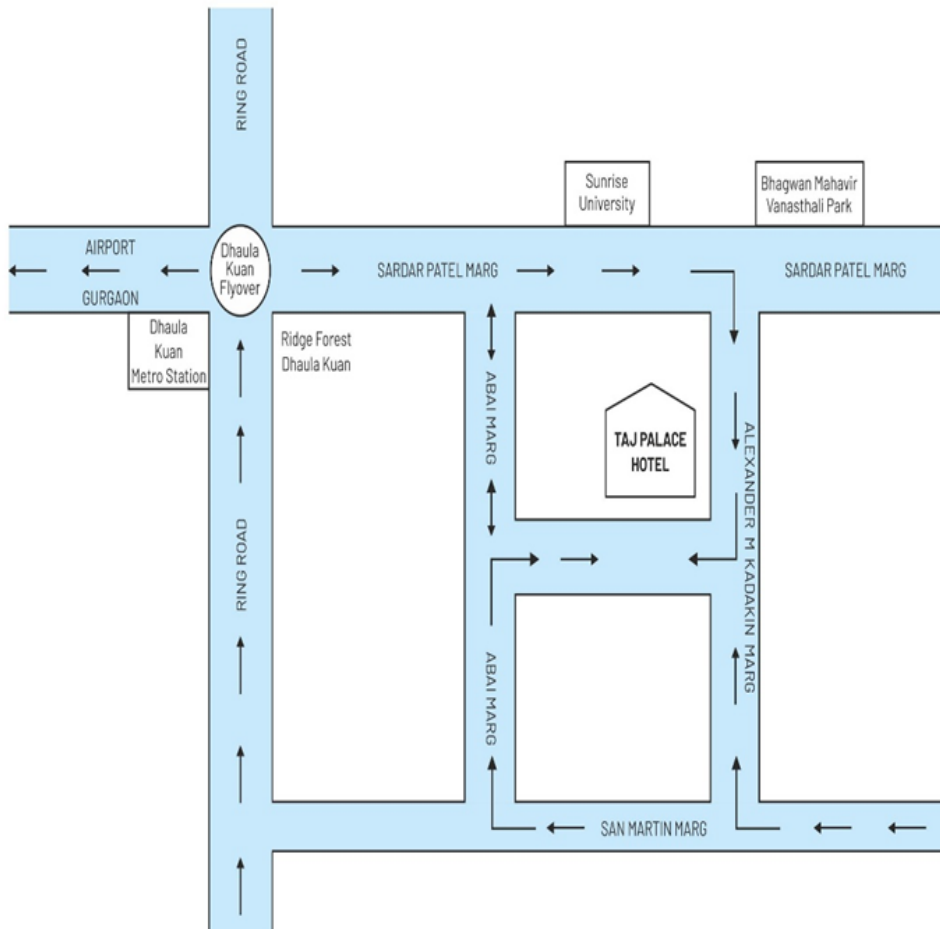 RING ROAD
Sunrise
University
Bhagwan Mahavir
Vanasthali Park
AIRPORT
GURGAON
Dhaula
Kuan
Flyover
SARDAR PATEL MARG
SARDAR PATEL MARG
Dhaula
Kuan
Metro Station
Ridge Forest
Dhaula Kuan
ABAI MARG
TAJ PALACE
HOTEL
ALEXANDER M KADAKIN MARG
RING ROAD
ABAI MARG
SAN MARTIN MARG